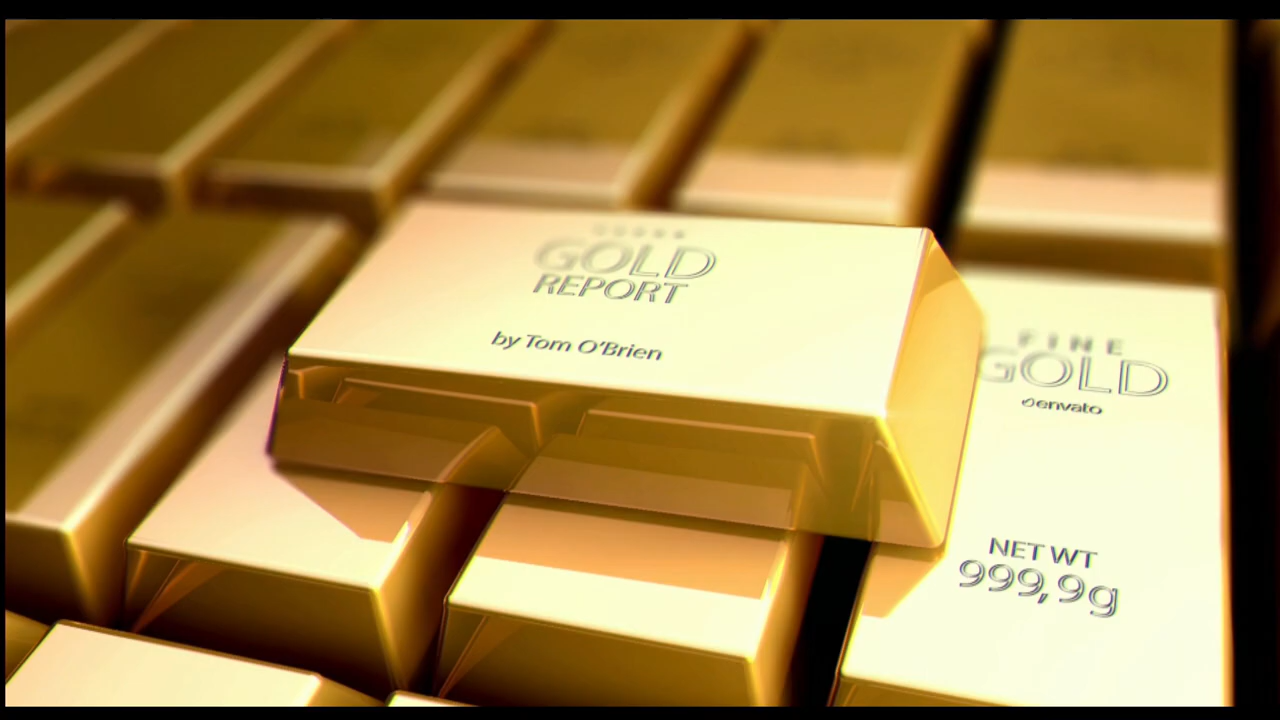 GOLD
REPORT
by Tom O'Brien
FINE
GOLD
envato
NET WT
999,9g